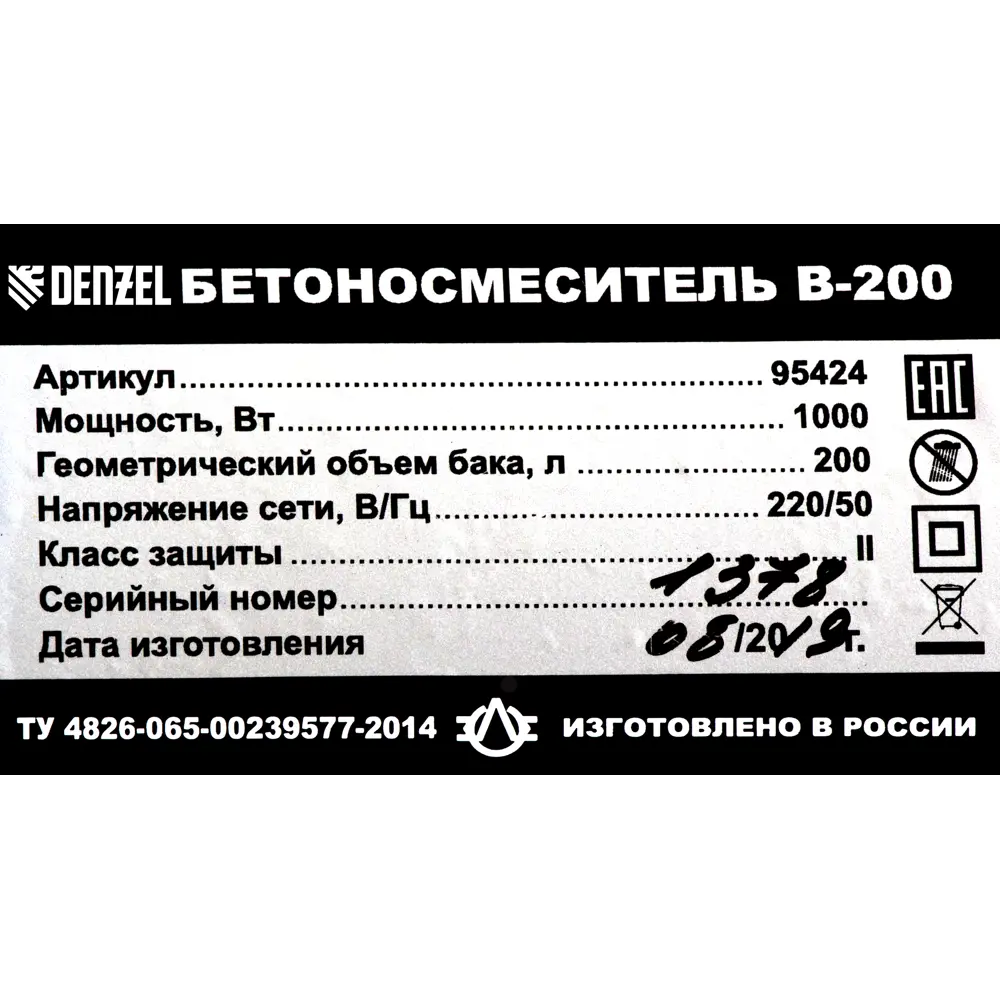 DENZEL БЕТОНОСМЕСИТЕЛЬ В-200
Артикул.................................................. 95424
Мощность, Вт........................................... 1000
Геометрический объем бака, л ................... 200
Напряжение сети, В/Гц............................ 220/50
Класс защиты ............................................... II
Серийный номер............ 1378
Дата изготовления 08/2019г.
EAC
ТУ 4826-065-00239577-2014 ИЗГОТОВЛЕНО В РОССИИ